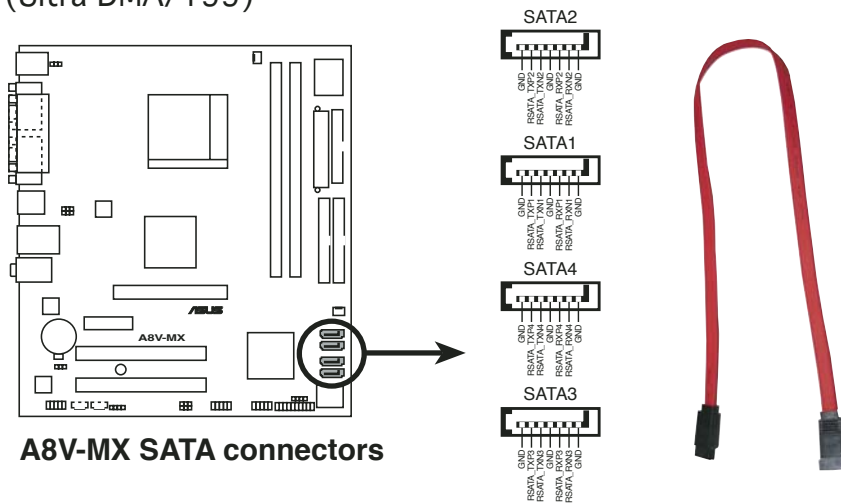 (Ultra DMA/
SATA2
GND
RSATA_TXP2
RSATA_TXN2
GND
RSATA_RXP2
RSATA_RXN2
GND
SATA1
GND
RSATA_TXP1
RSATA_TXN1
GND
RSATA_RXP1
RSATA_RXN1
GND
SATA4
GND
RSATA_TXP4
RSATA_TXN4
GND
RSATA_RXP4
RSATA_RXN4
GND
SATA3
GND
RSATA_TXP3
RSATA_TXN3
GND
RSATA_RXP3
RSATA_RXN3
GND
ASUS
A8V-MX
A8V-MX SATA connectors